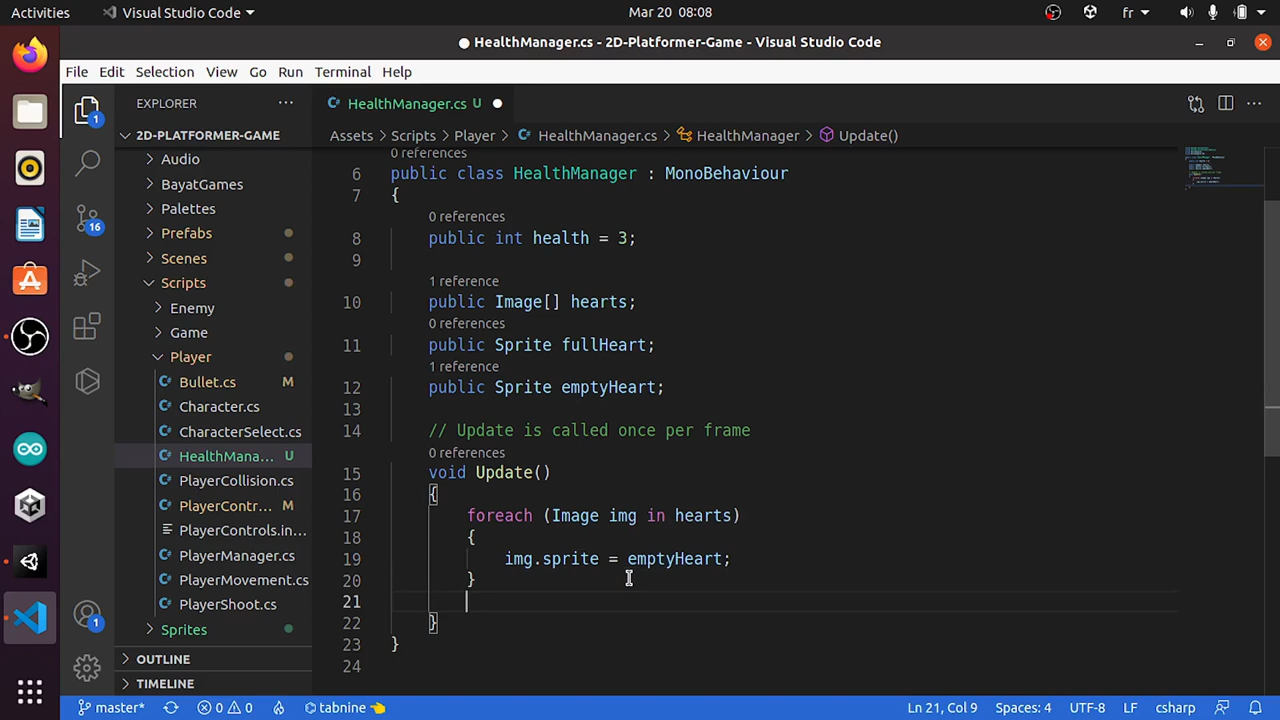 Activities Visual Studio Code Mar 20 08:08 fr
● HealthManager.cs - 2D-Platformer-Game - Visual Studio Code
File Edit Selection View Go Run Terminal Help
EXPLORER
2D-PLATFORMER-GAME
Audio
BayatGames
Palettes
Prefabs
Scenes
Scripts
Enemy
Game
Player
Bullet.cs M
Character.cs
CharacterSelect.cs
HealthMana... U
PlayerCollision.cs
PlayerContr... M
PlayerControls.in...
PlayerManager.cs
PlayerMovement.cs
PlayerShoot.cs
Sprites
OUTLINE
TIMELINE
1
16
1
HealthManager.cs U
Assets > Scripts > Player > HealthManager.cs > HealthManager > Update()
0 references
6 public class HealthManager : MonoBehaviour
7 {
0 references
8 public int health = 3;
9
1 reference
10 public Image[] hearts;
0 references
11 public Sprite fullHeart;
1 reference
12 public Sprite emptyHeart;
13
14 // Update is called once per frame
0 references
15 void Update()
16 {
17 foreach (Image img in hearts)
18 {
19 img.sprite = emptyHeart;
20 }
21
22 }
23 }
24
master* 0 0 tabnine 👈 Ln 21, Col 9 Spaces: 4 UTF-8 LF csharp